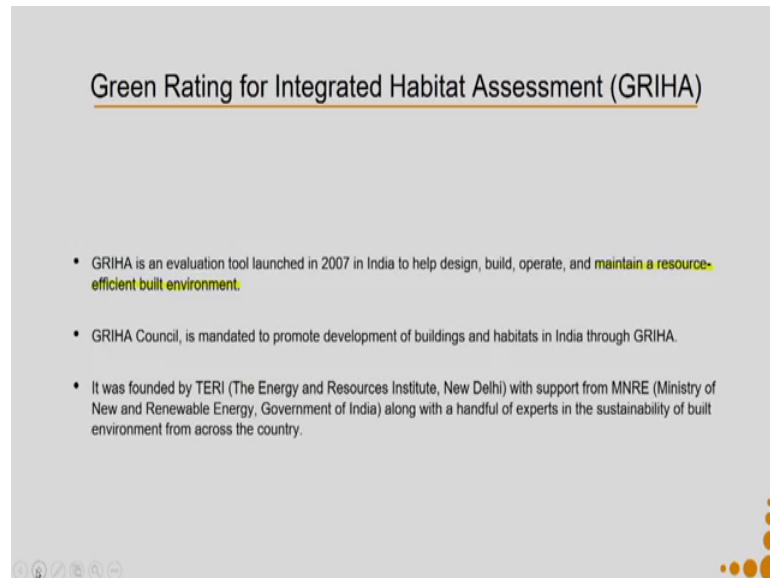 Green Rating for Integrated Habitat Assessment (GRIHA)
• GRIHA is an evaluation tool launched in 2007 in India to help design, build, operate, and maintain a resource-
efficient built environment.
• GRIHA Council, is mandated to promote development of buildings and habitats in India through GRIHA.
• It was founded by TERI (The Energy and Resources Institute, New Delhi) with support from MNRE (Ministry of
New and Renewable Energy, Government of India) along with a handful of experts in the sustainability of built
environment from across the country.